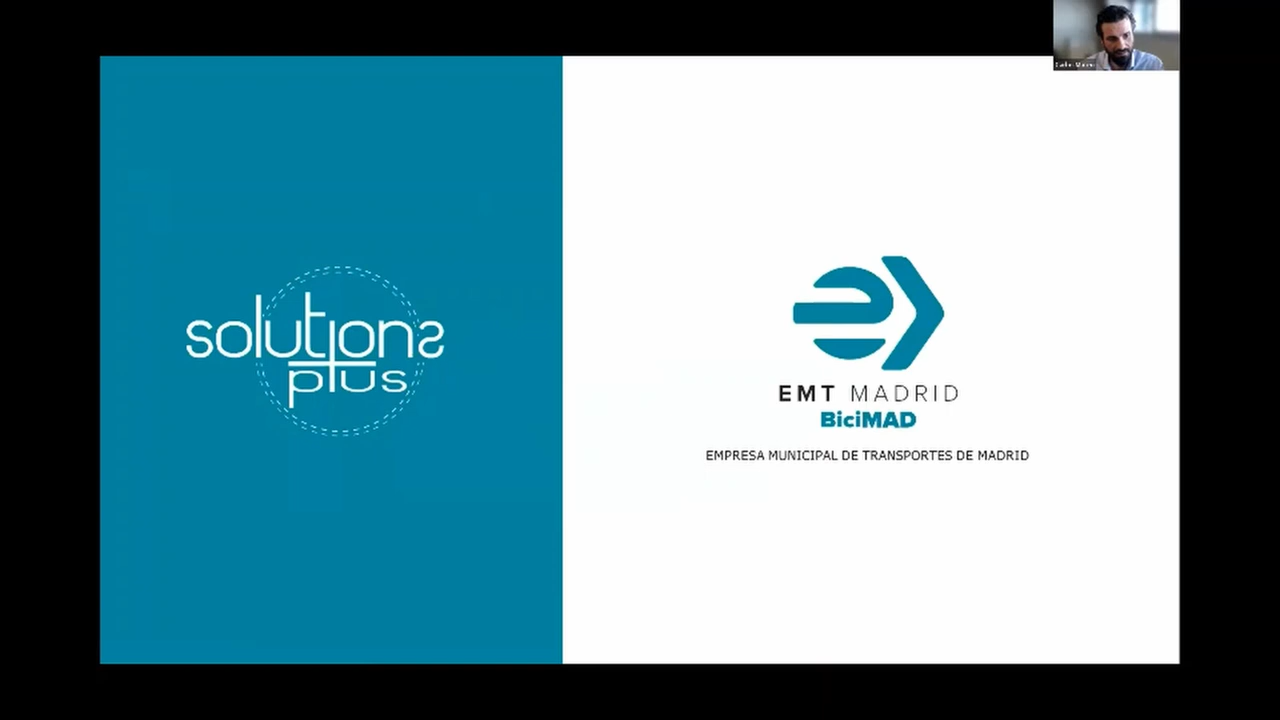 solutions
plus
EMT MADRID
BiciMAD
EMPRESA MUNICIPAL DE TRANSPORTES DE MADRID